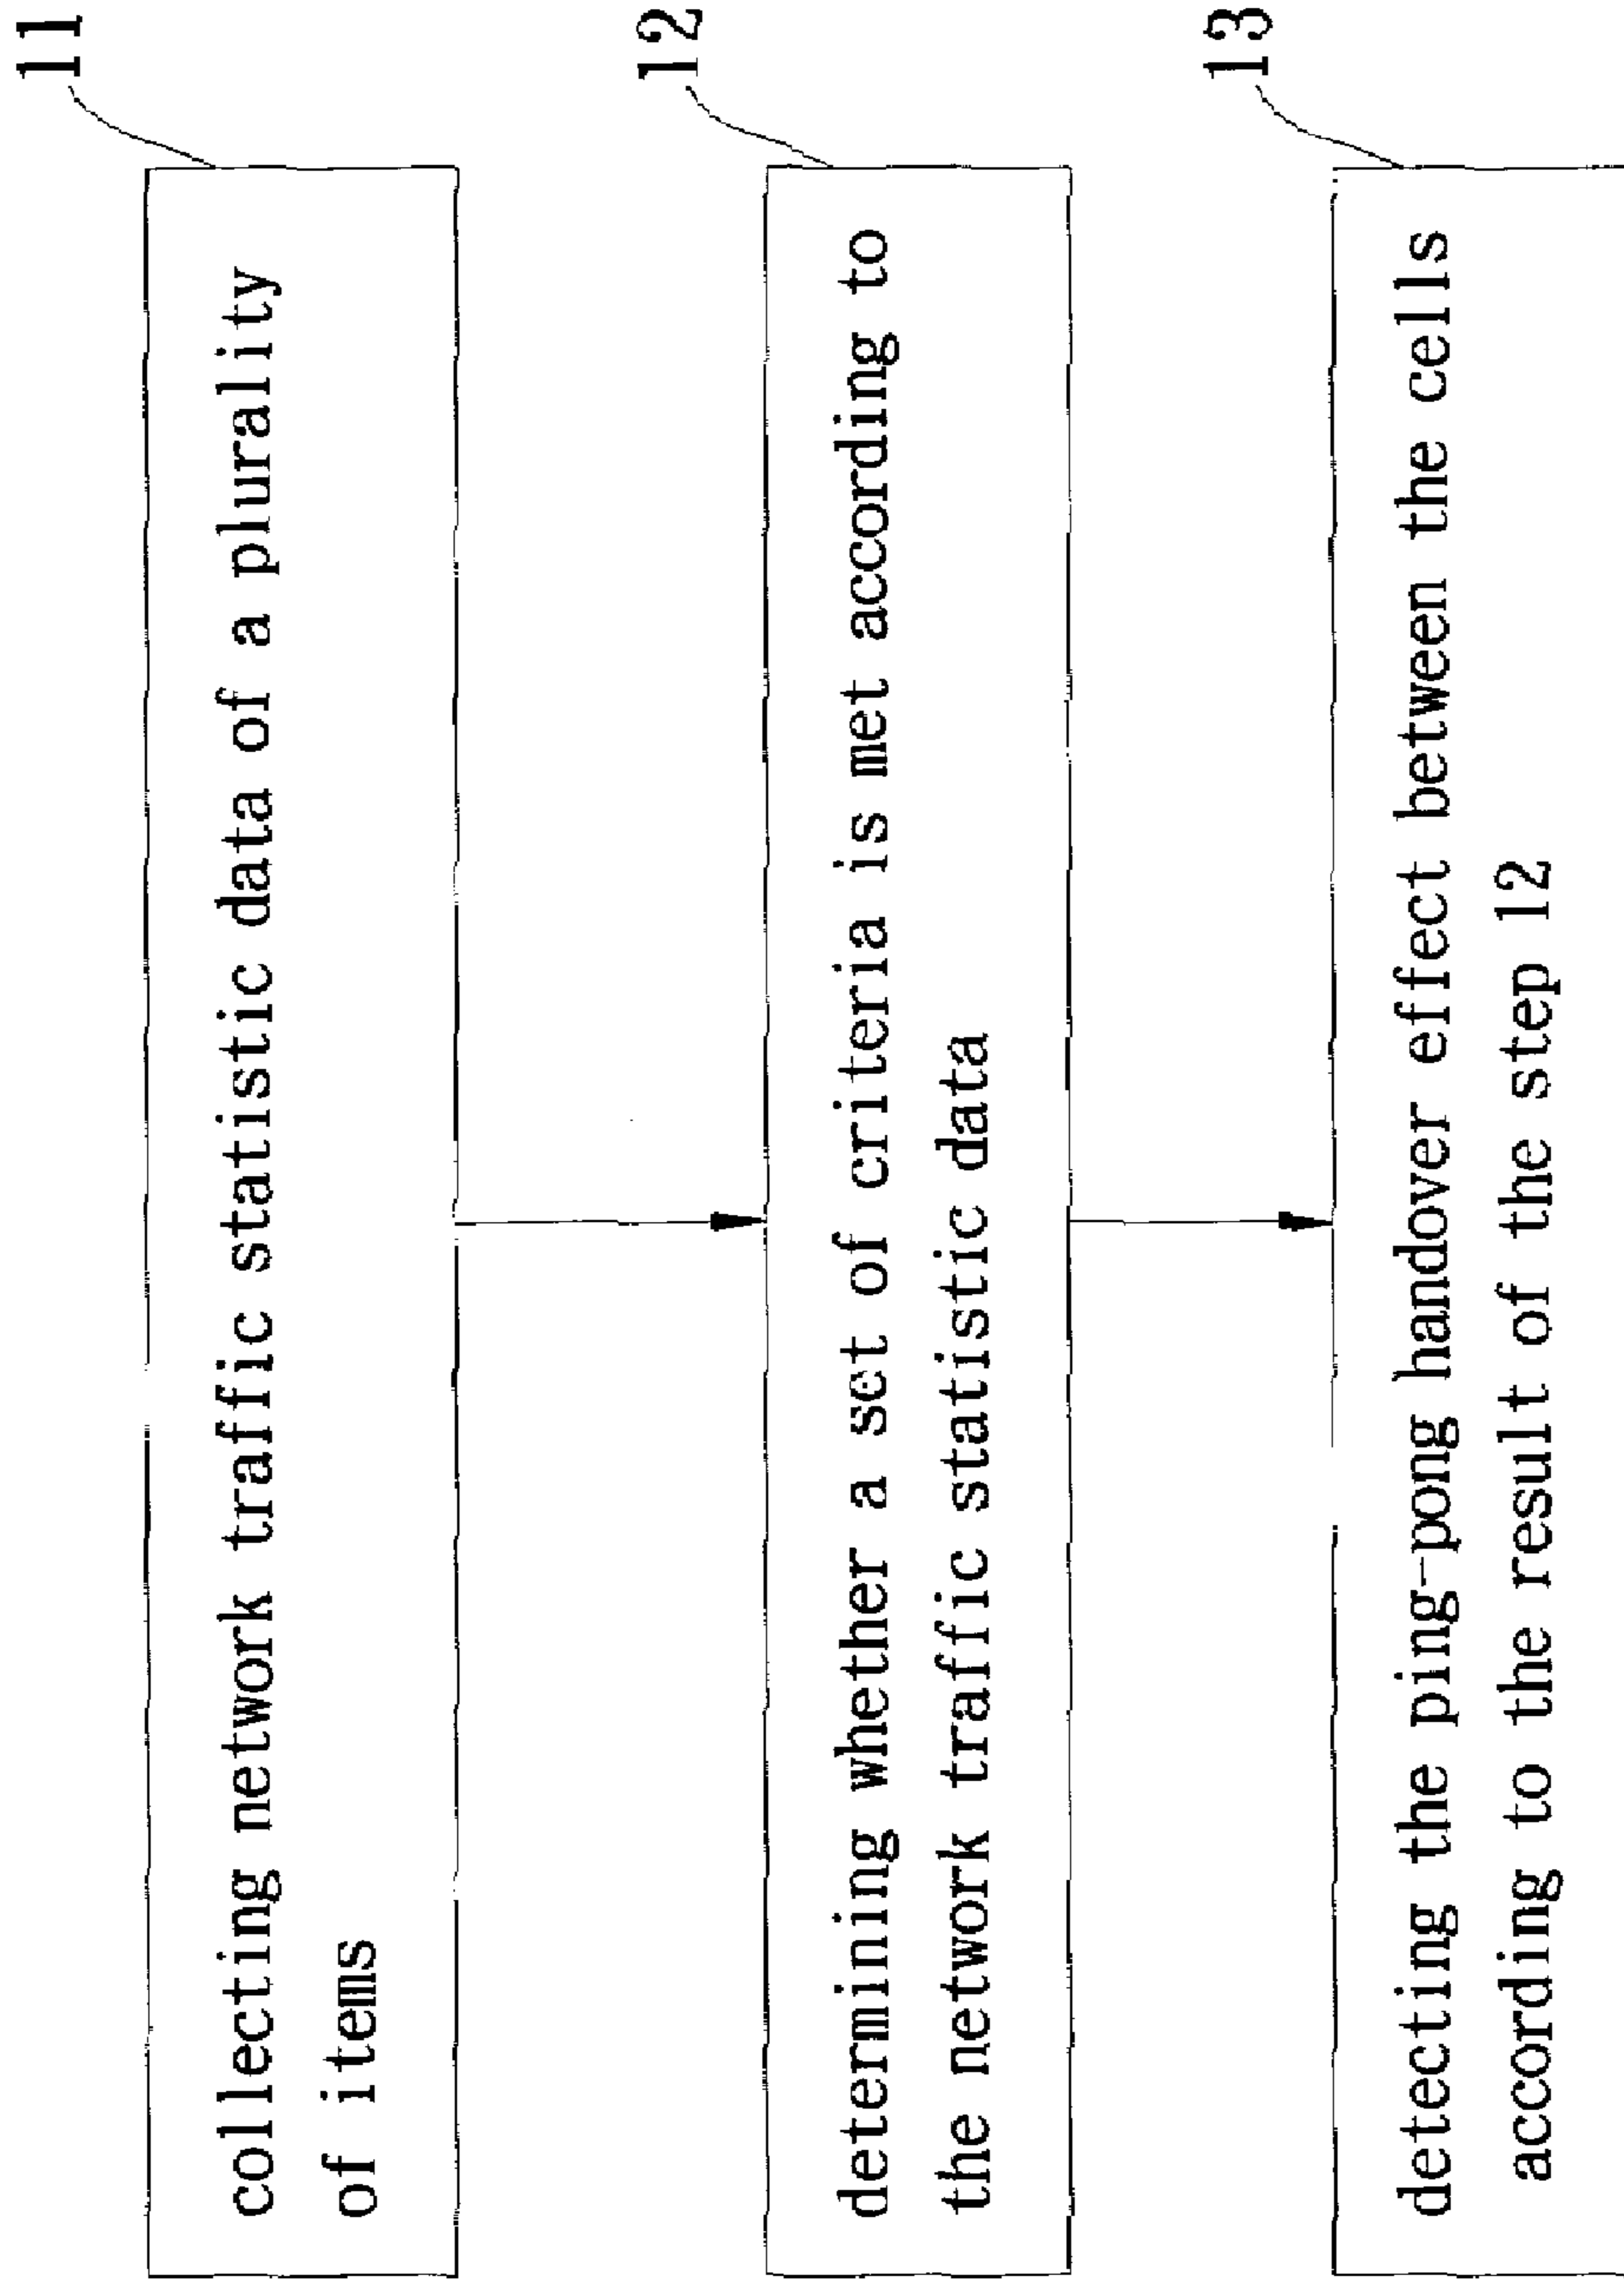 11
collecting network traffic statistic data of a plurality
of items
12
determining whether a set of criteria is met according to
the network traffic statistic data
13
detecting the ping-pong handover effect between the cells
according to the result of the step 12